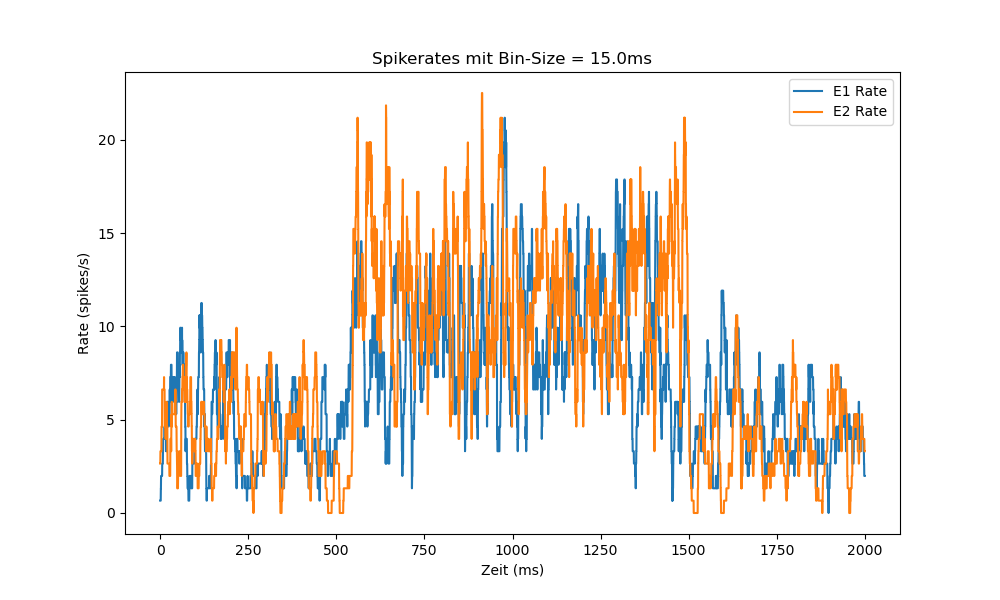 Spikerates mit Bin-Size = 15.0ms
E1 Rate
E2 Rate
Rate (spikes/s)
20
15
10
5
0
0 250 500 750 1000 1250 1500 1750 2000
Zeit (ms)